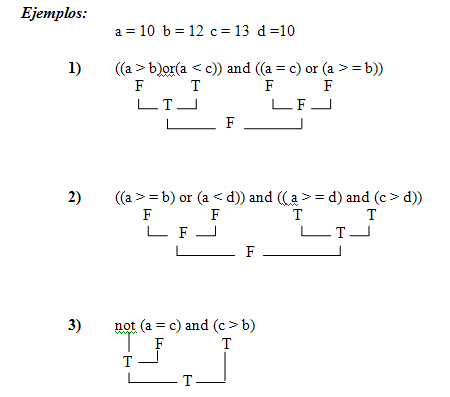 Ejemplos:
a = 10 b = 12 c = 13 d =10
1) ((a > b)or(a < c)) and ((a = c) or (a > = b))
F T F F
T F
F
2) ((a > = b) or (a < d)) and (( a > = d) and (c > d))
F F T T
F T
F
3) not (a = c) and (c > b)
F T
T
T